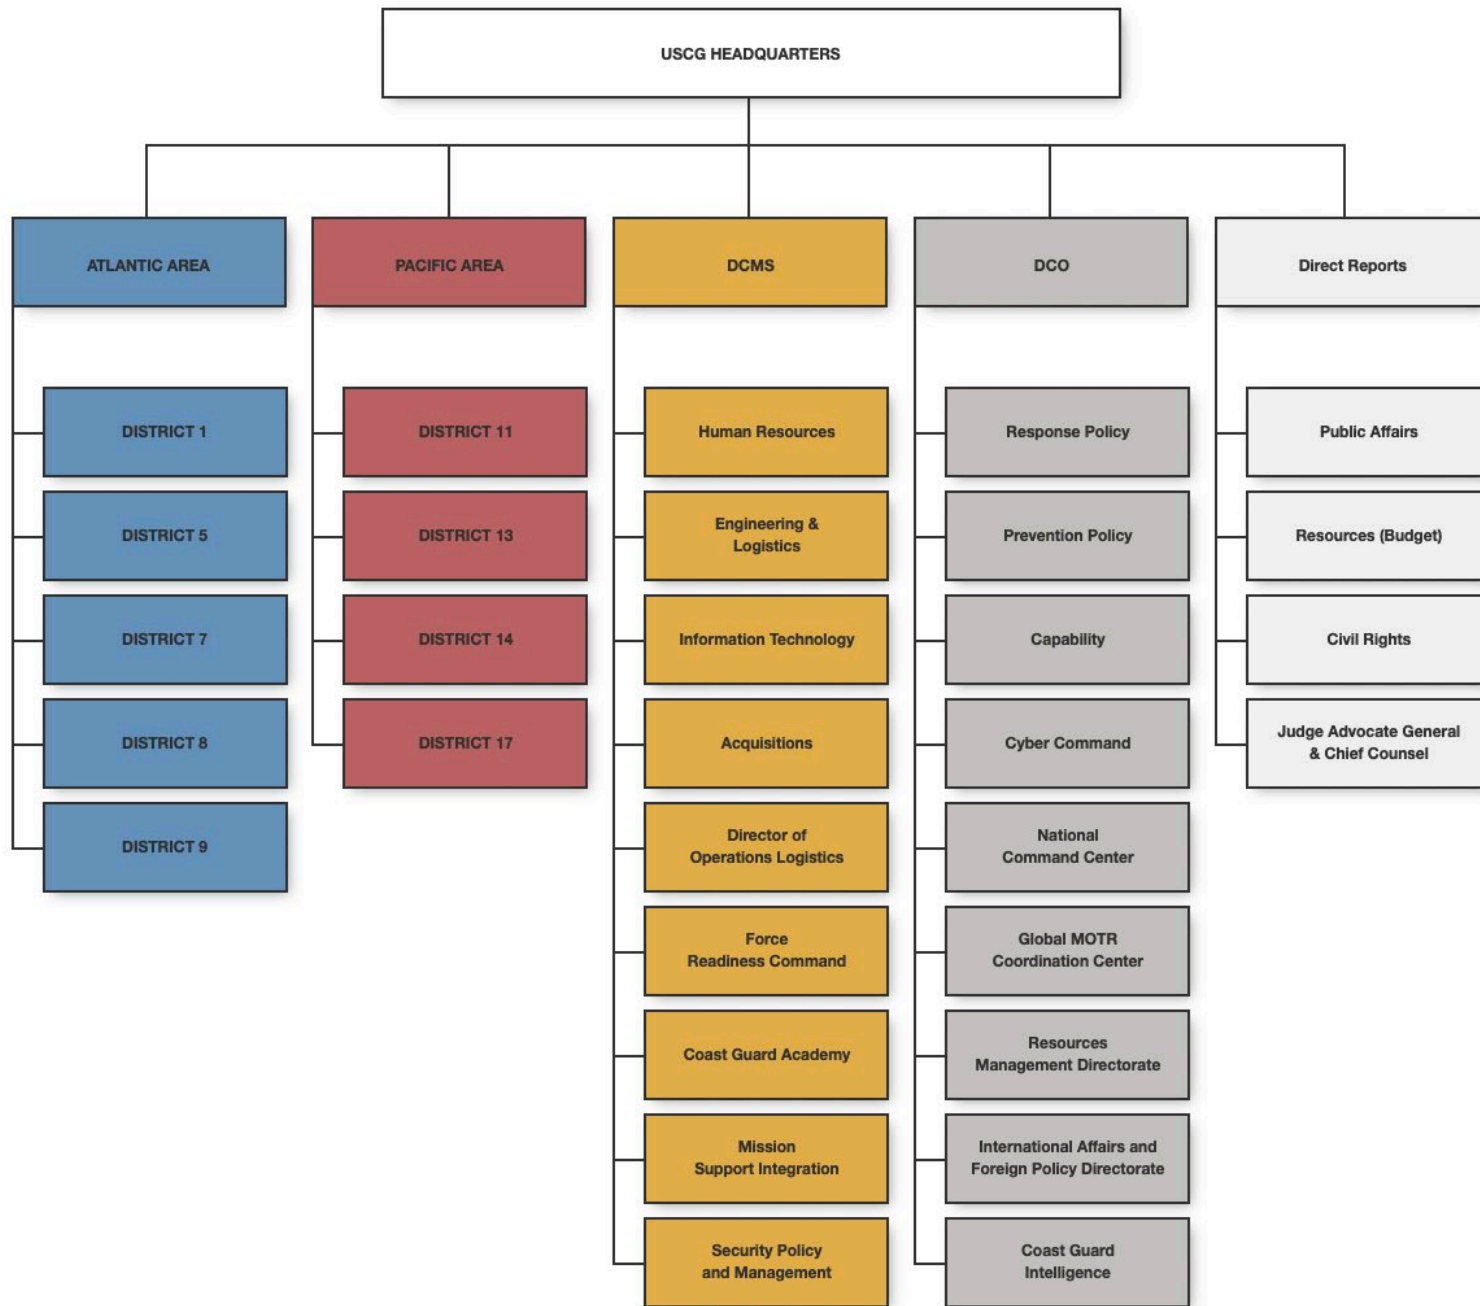 USCG HEADQUARTERS
ATLANTIC AREA
PACIFIC AREA
DCMS
DCO
Direct Reports
DISTRICT 1
DISTRICT 5
DISTRICT 7
DISTRICT 8
DISTRICT 9
DISTRICT 11
DISTRICT 13
DISTRICT 14
DISTRICT 17
Human Resources
Engineering &
Logistics
Information Technology
Acquisitions
Director of
Operations Logistics
Force
Readiness Command
Coast Guard Academy
Mission
Support Integration
Security Policy
and Management
Response Policy
Prevention Policy
Capability
Cyber Command
National
Command Center
Global MOTR
Coordination Center
Resources
Management Directorate
International Affairs and
Foreign Policy Directorate
Coast Guard
Intelligence
Public Affairs
Resources (Budget)
Civil Rights
Judge Advocate General
& Chief Counsel